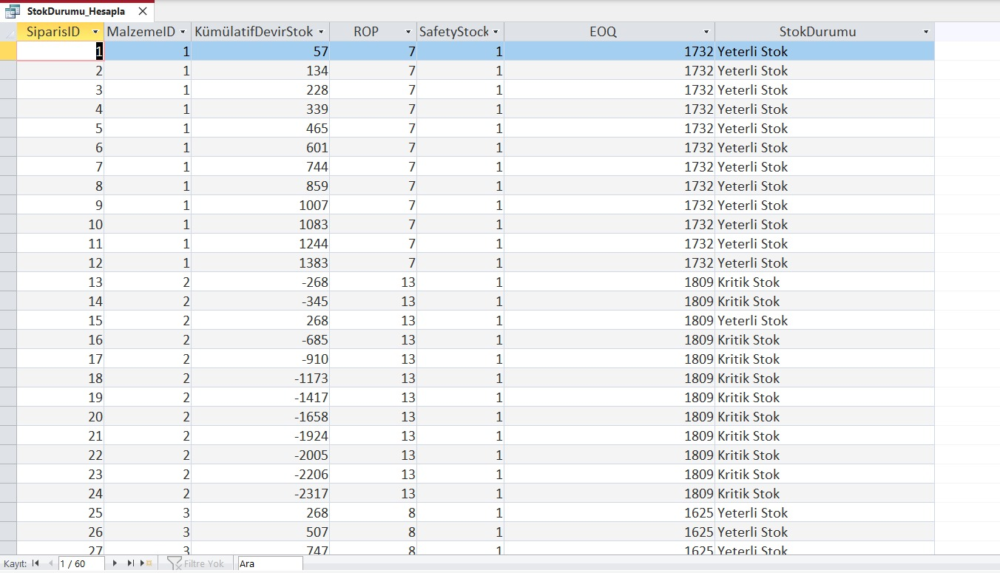 StokDurumu_Hesapla
SiparisID MalzemeID KümülatifDevirStok ROP SafetyStock EOQ StokDurumu
1 1 57 7 1 1732 Yeterli Stok
2 1 134 7 1 1732 Yeterli Stok
3 1 228 7 1 1732 Yeterli Stok
4 1 339 7 1 1732 Yeterli Stok
5 1 465 7 1 1732 Yeterli Stok
6 1 601 7 1 1732 Yeterli Stok
7 1 744 7 1 1732 Yeterli Stok
8 1 859 7 1 1732 Yeterli Stok
9 1 1007 7 1 1732 Yeterli Stok
10 1 1083 7 1 1732 Yeterli Stok
11 1 1244 7 1 1732 Yeterli Stok
12 1 1383 7 1 1732 Yeterli Stok
13 2 -268 13 1 1809 Kritik Stok
14 2 -345 13 1 1809 Kritik Stok
15 2 268 13 1 1809 Yeterli Stok
16 2 -685 13 1 1809 Kritik Stok
17 2 -910 13 1 1809 Kritik Stok
18 2 -1173 13 1 1809 Kritik Stok
19 2 -1417 13 1 1809 Kritik Stok
20 2 -1658 13 1 1809 Kritik Stok
21 2 -1924 13 1 1809 Kritik Stok
22 2 -2005 13 1 1809 Kritik Stok
23 2 -2206 13 1 1809 Kritik Stok
24 2 -2317 13 1 1809 Kritik Stok
25 3 268 8 1 1625 Yeterli Stok
26 3 507 8 1 1625 Yeterli Stok
27 3 747 8 1 1625 Yeterli Stok
Kayıt: 1 / 60 Filtre Yok Ara